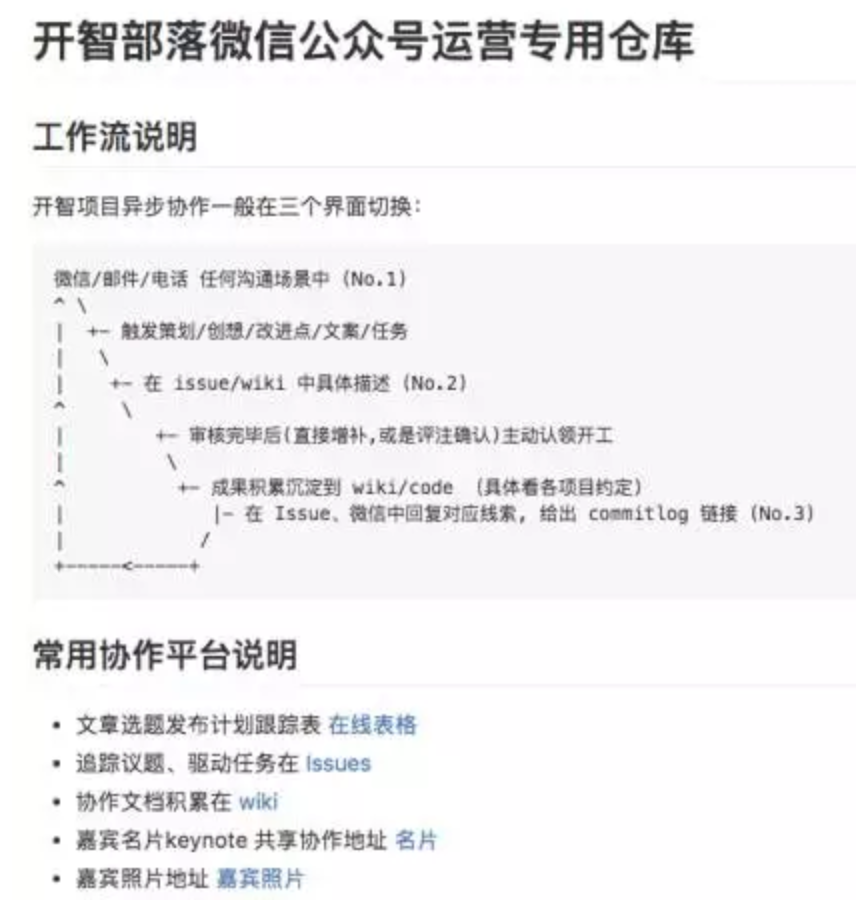 开智部落微信公众号运营专用仓库
工作流说明
开智项目异步协作一般在三个界面切换：
微信/邮件/电话 任何沟通场景中 (No.1)
^ \
|  +- 触发策划/创想/改进点/文案/任务
|   \
|    +- 在 issue/wiki 中具体描述 (No.2)
^     \
|        +- 审核完毕后(直接增补,或是评注确认)主动认领开工
|         \
^          +- 成果积累沉淀到 wiki/code （具体看各项目约定)
|             |- 在 Issue、微信中回复对应线索, 给出 commitlog 链接 (No.3)
|            /
+-----<-----+
常用协作平台说明
• 文章选题发布计划跟踪表 在线表格
• 追踪议题、驱动任务在 Issues
• 协作文档积累在 wiki
• 嘉宾名片keynote 共享协作地址 名片
• 嘉宾照片地址 嘉宾照片